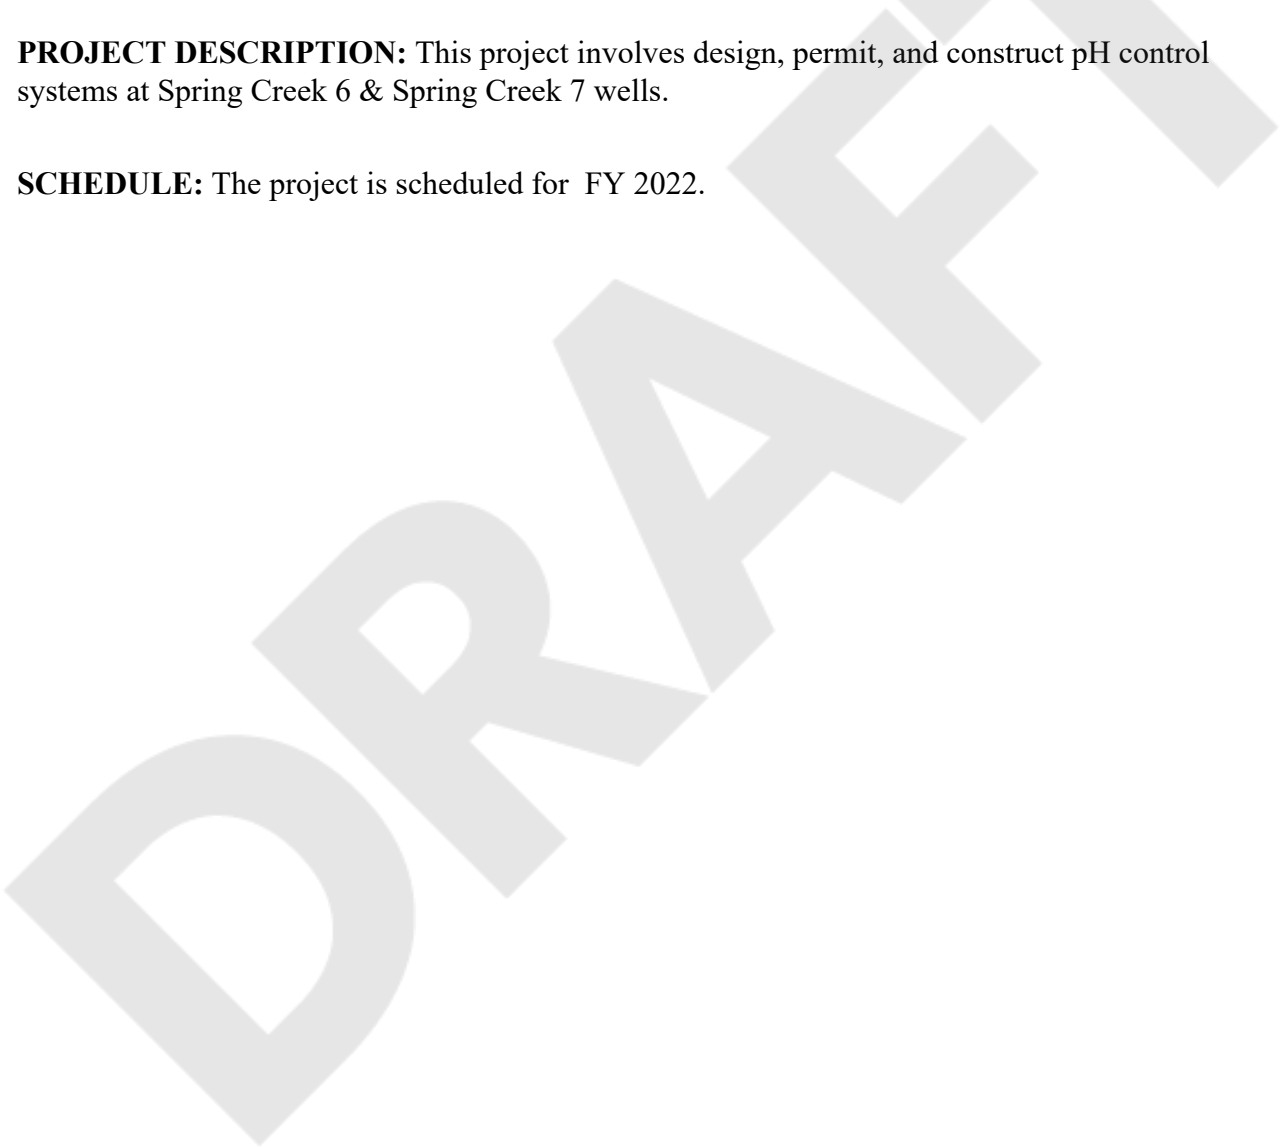 PROJECT DESCRIPTION: This project involves design, permit, and construct pH control
systems at Spring Creek 6 & Spring Creek 7 wells.
SCHEDULE: The project is scheduled for  FY 2022.
DRAFT